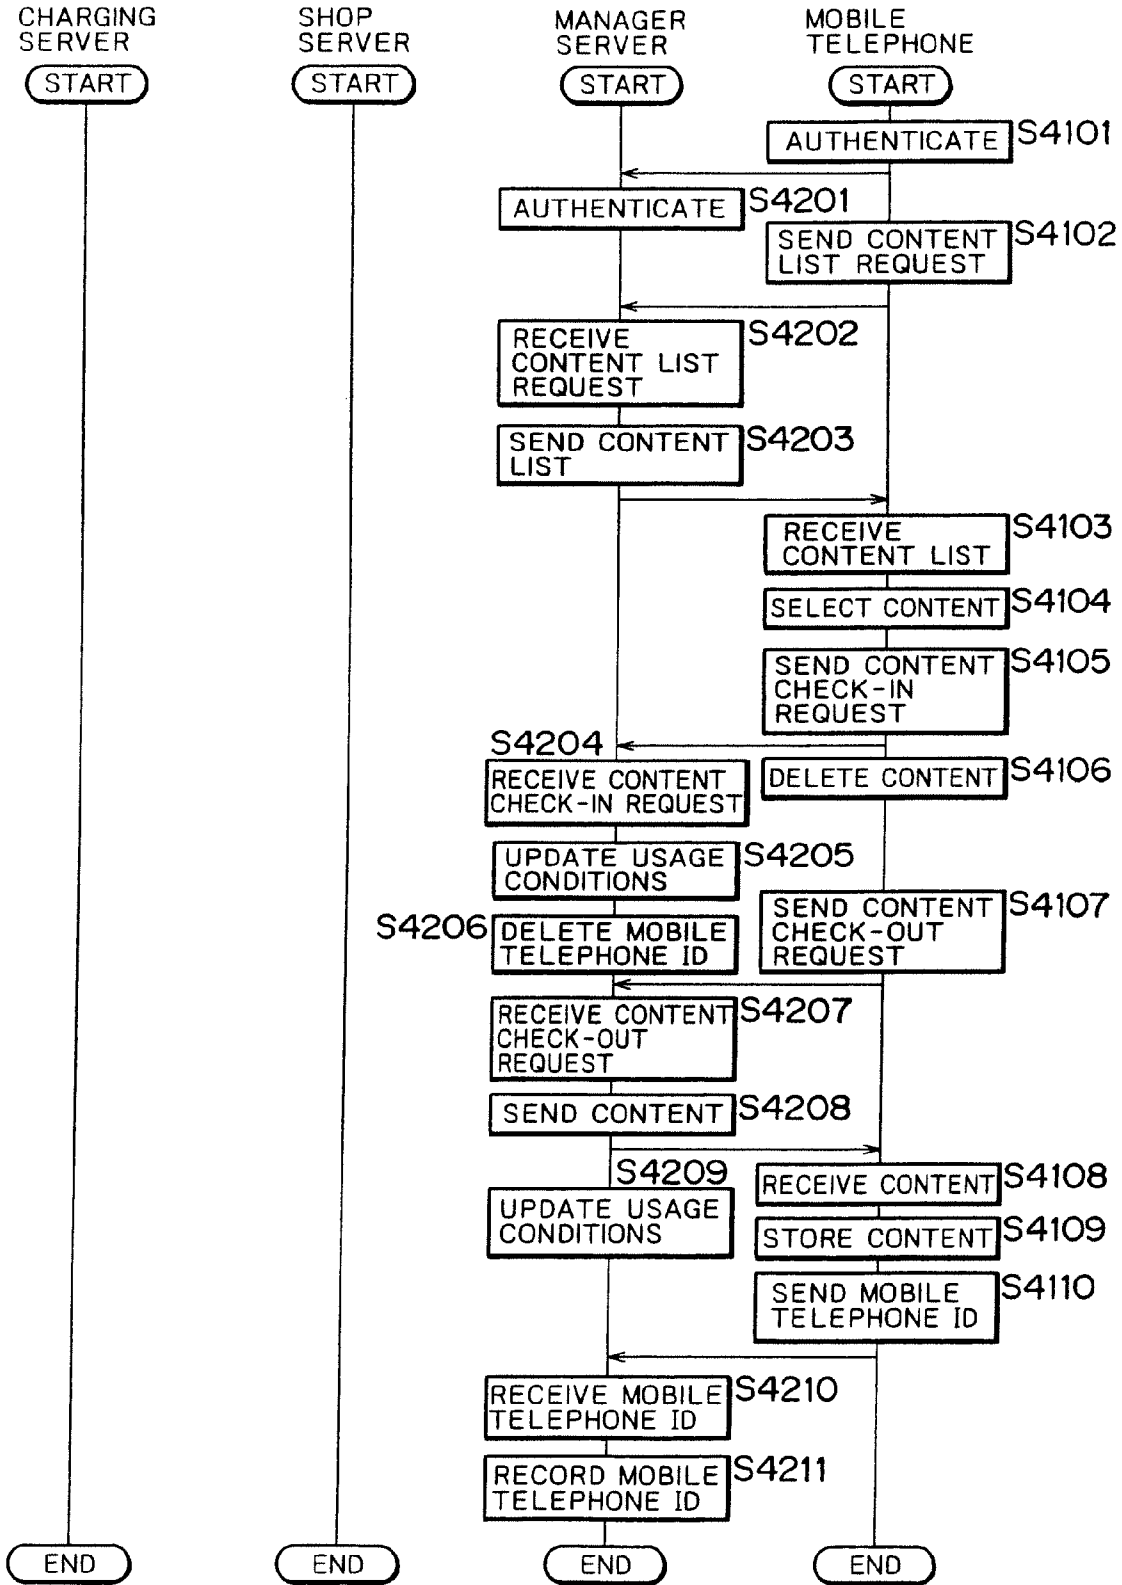 CHARGING
SERVER
SHOP
SERVER
MANAGER
SERVER
MOBILE
TELEPHONE
START
START
START
START
AUTHENTICATE
S4101
AUTHENTICATE
S4201
SEND CONTENT
LIST REQUEST
S4102
RECEIVE
CONTENT LIST
REQUEST
S4202
SEND CONTENT
LIST
S4203
RECEIVE
CONTENT LIST
S4103
SELECT CONTENT
S4104
SEND CONTENT
CHECK-IN
REQUEST
S4105
S4204
RECEIVE CONTENT
CHECK-IN REQUEST
DELETE CONTENT
S4106
UPDATE USAGE
CONDITIONS
S4205
S4206
DELETE MOBILE
TELEPHONE ID
SEND CONTENT
CHECK-OUT
REQUEST
S4107
RECEIVE CONTENT
CHECK-OUT
REQUEST
S4207
SEND CONTENT
S4208
S4209
UPDATE USAGE
CONDITIONS
RECEIVE CONTENT
S4108
STORE CONTENT
S4109
SEND MOBILE
TELEPHONE ID
S4110
RECEIVE MOBILE
TELEPHONE ID
S4210
RECORD MOBILE
TELEPHONE ID
S4211
END
END
END
END